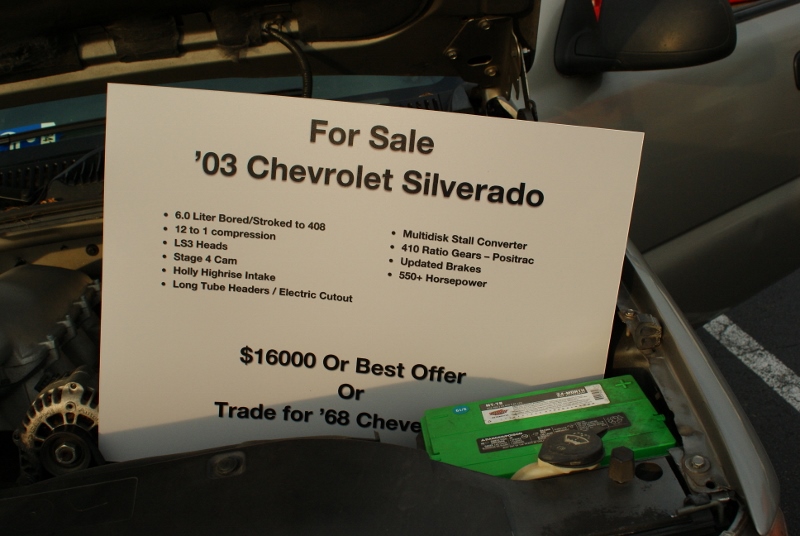 For Sale
'03 Chevrolet Silverado
• 6.0 Liter Bored/Stroked to 408
• 12 to 1 compression
• LS3 Heads
• Stage 4 Cam
• Holly Highrise Intake
• Long Tube Headers / Electric Cutout
• Multidisk Stall Converter
• 410 Ratio Gears – Positrac
• Updated Brakes
• 550+ Horsepower
$16000 Or Best Offer
Or
Trade for '68 Cheve